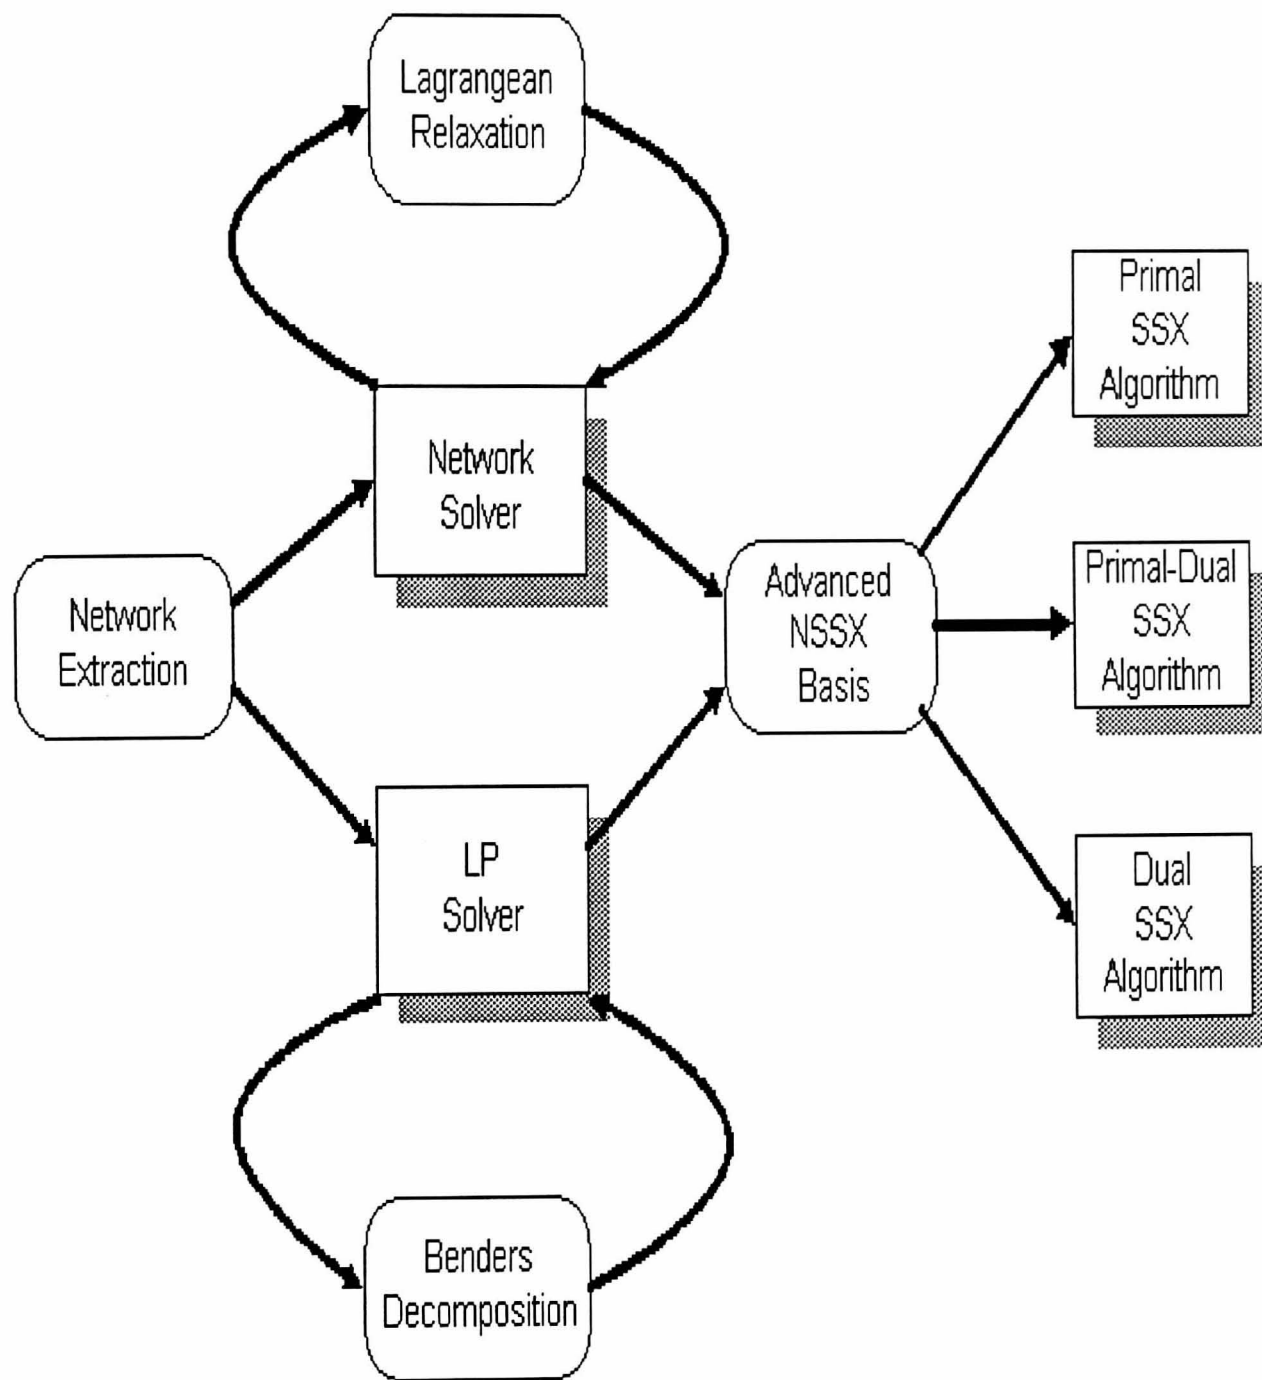 Lagrangean
Relaxation
Network
Solver
Network
Extraction
Advanced
NSSX
Basis
Primal
SSX
Algorithm
Primal-Dual
SSX
Algorithm
Dual
SSX
Algorithm
LP
Solver
Benders
Decomposition